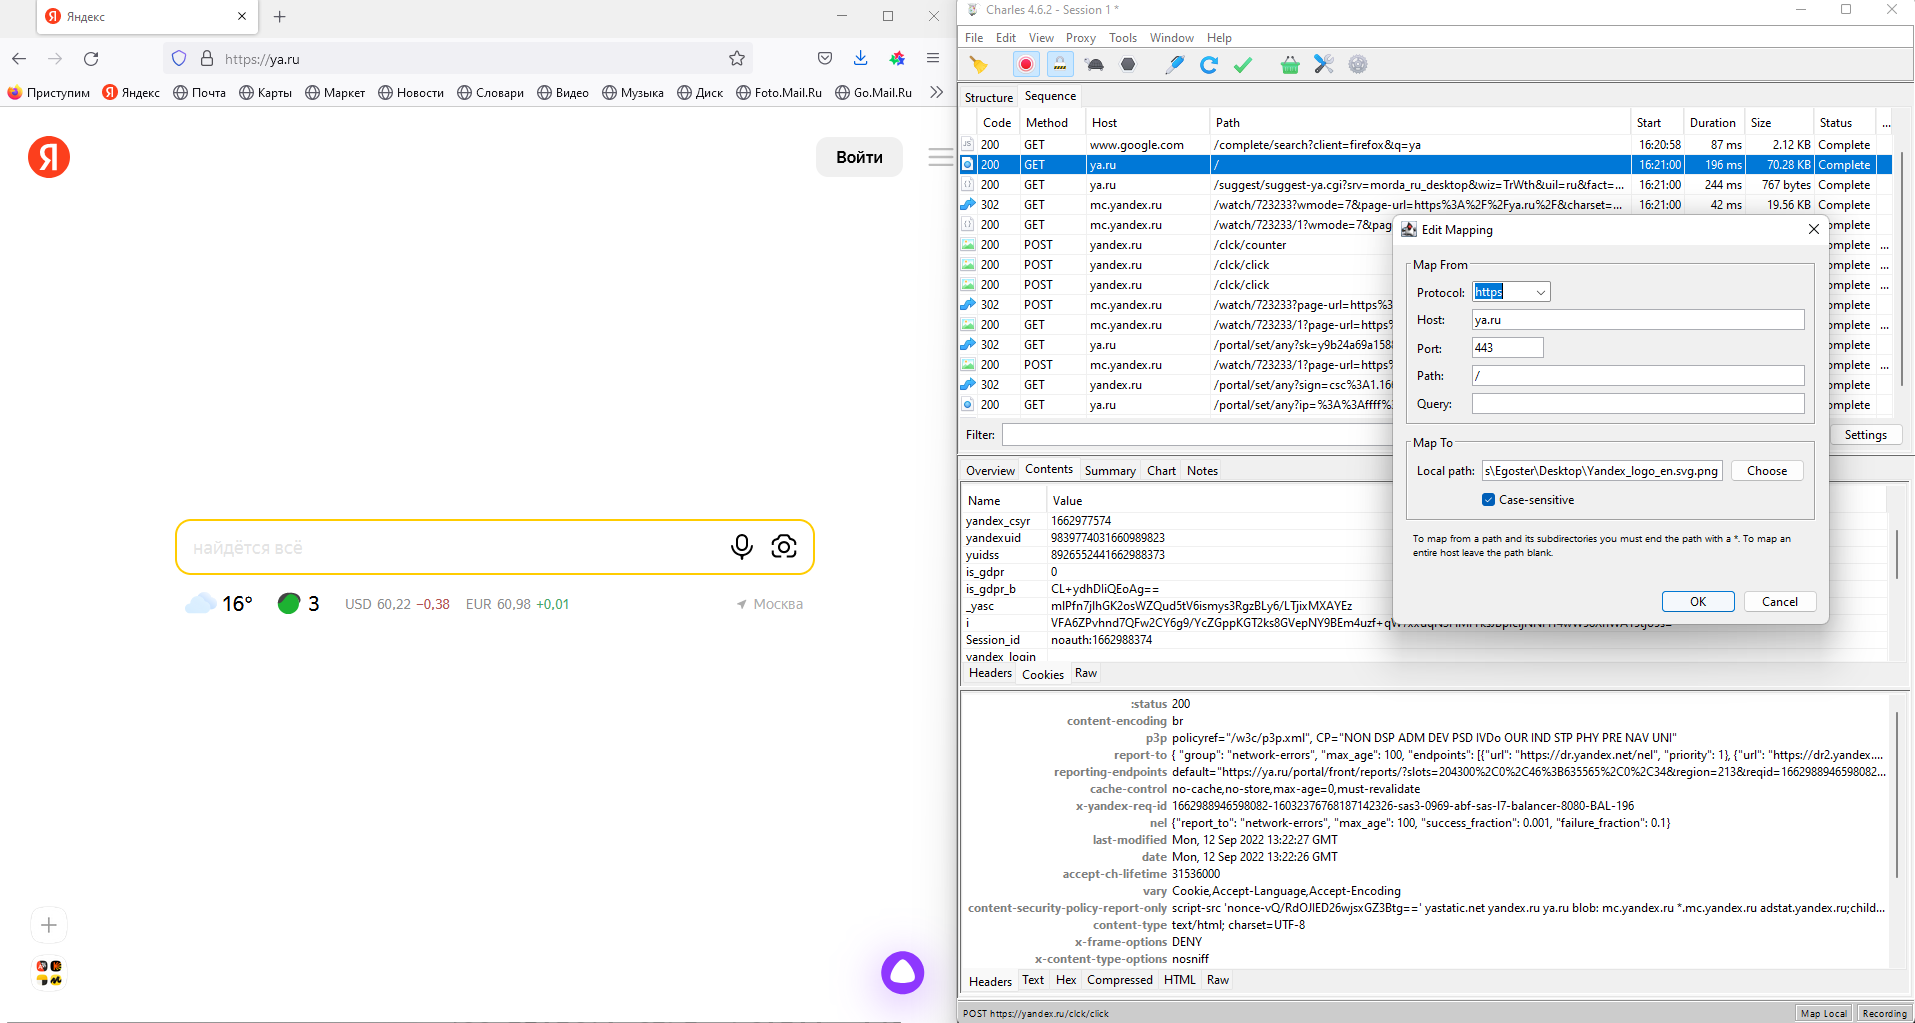 Яндекс
https://ya.ru
Приступим Яндекс Почта Карты Маркет Новости Словари Видео Музыка Диск Foto.Mail.Ru Go.Mail.Ru
Я
Войти
найдётся всё
16° 3 USD 60,22 −0,38 EUR 60,98 +0,01 Москва
Charles 4.6.2 - Session 1 *
File Edit View Proxy Tools Window Help
Structure Sequence
Code Method Host Path Start Duration Size Status ...
200 GET www.google.com /complete/search?client=firefox&q=ya 16:20:58 87 ms 2.12 KB Complete
200 GET ya.ru / 16:21:00 196 ms 70.28 KB Complete
200 GET ya.ru /suggest/suggest-ya.cgi?srv=morda_ru_desktop&wiz=TrWth&uil=ru&fact=... 16:21:00 244 ms 767 bytes Complete
302 GET mc.yandex.ru /watch/723233?wmode=7&page-url=https%3A%2F%2Fya.ru%2F&charset=... 16:21:00 42 ms 19.56 KB Complete
200 GET mc.yandex.ru /watch/723233/1?wmode=7&pag omplete
200 POST yandex.ru /clck/counter omplete ...
200 POST yandex.ru /clck/click omplete ...
200 POST yandex.ru /clck/click omplete ...
302 POST mc.yandex.ru /watch/723233?page-url=https%3 omplete
200 GET mc.yandex.ru /watch/723233/1?page-url=https% omplete ...
302 GET ya.ru /portal/set/any?sk=y9b24a69a158 omplete
200 POST mc.yandex.ru /watch/723233/1?page-url=https% omplete ...
302 GET yandex.ru /portal/set/any?sign=csc%3A1.16 omplete
200 GET ya.ru /portal/set/any?ip=%3A%3Affff% omplete
Filter: Settings
Edit Mapping
Map From
Protocol: https
Host: ya.ru
Port: 443
Path: /
Query:
Map To
Local path: s\Egoster\Desktop\Yandex_logo_en.svg.png Choose
Case-sensitive
To map from a path and its subdirectories you must end the path with a *. To map an
entire host leave the path blank.
OK Cancel
Overview Contents Summary Chart Notes
Name Value
yandex_csyr 1662977574
yandexuid 9839774031660989823
yuidss 8926552441662988373
is_gdpr 0
is_gdpr_b CL+ydhDIiQEoAg==
_yasc mIPfn7jIhGK2osWZQud5tV6ismys3RgzBLy6/LTjixMXAYEz
i
Session_id noauth:1662988374
yandex_login
Headers Cookies Raw
:status 200
content-encoding br
p3p policyref="/w3c/p3p.xml", CP="NON DSP ADM DEV PSD IVDo OUR IND STP PHY PRE NAV UNI"
report-to { "group": "network-errors", "max_age": 100, "endpoints": [{"url": "https://dr.yandex.net/nel", "priority": 1}, {"url": "https://dr2.yandex....
reporting-endpoints default="https://ya.ru/portal/front/reports/?slots=204300%2C0%2C46%3B635565%2C0%2C34&region=213&reqid=1662988946598082...
cache-control no-cache,no-store,max-age=0,must-revalidate
x-yandex-req-id 1662988946598082-16032376768187142326-sas3-0969-abf-sas-l7-balancer-8080-BAL-196
nel {"report_to": "network-errors", "max_age": 100, "success_fraction": 0.001, "failure_fraction": 0.1}
last-modified Mon, 12 Sep 2022 13:22:27 GMT
date Mon, 12 Sep 2022 13:22:26 GMT
accept-ch-lifetime 31536000
vary Cookie,Accept-Language,Accept-Encoding
content-security-policy-report-only script-src 'nonce-vQ/RdOJIED26wjsxGZ3Btg==' yastatic.net yandex.ru ya.ru blob: mc.yandex.ru *.mc.yandex.ru adstat.yandex.ru;child...
content-type text/html; charset=UTF-8
x-frame-options DENY
x-content-type-options nosniff
Headers Text Hex Compressed HTML Raw
POST https://yandex.ru/clck/click Map Local Recording